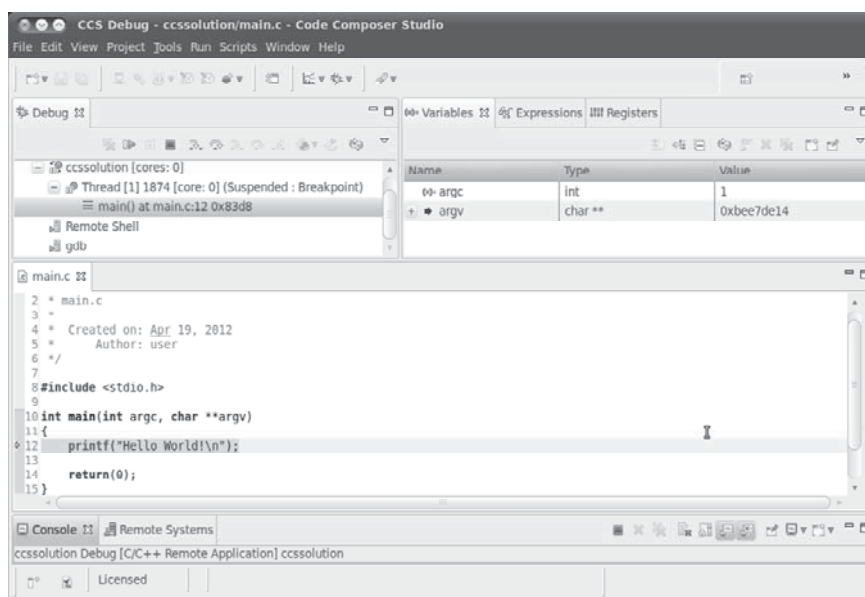 CCS Debug - ccssolution/main.c - Code Composer Studio
File Edit View Project Tools Run Scripts Window Help
Debug
ccssolution [cores: 0]
Thread [1] 1874 [core: 0] (Suspended : Breakpoint)
main() at main.c:12 0x83d8
Remote Shell
gdb
(x)= Variables Expressions Registers
Name Type Value
(x)= argc int 1
argv char ** 0xbee7de14
main.c
2 * main.c
3 *
4 * Created on: Apr 19, 2012
5 * Author: user
6 */
7
8 #include <stdio.h>
9
10 int main(int argc, char **argv)
11 {
12 printf("Hello World!\n");
13
14 return(0);
15 }
Console Remote Systems
ccssolution Debug [C/C++ Remote Application] ccssolution
Licensed